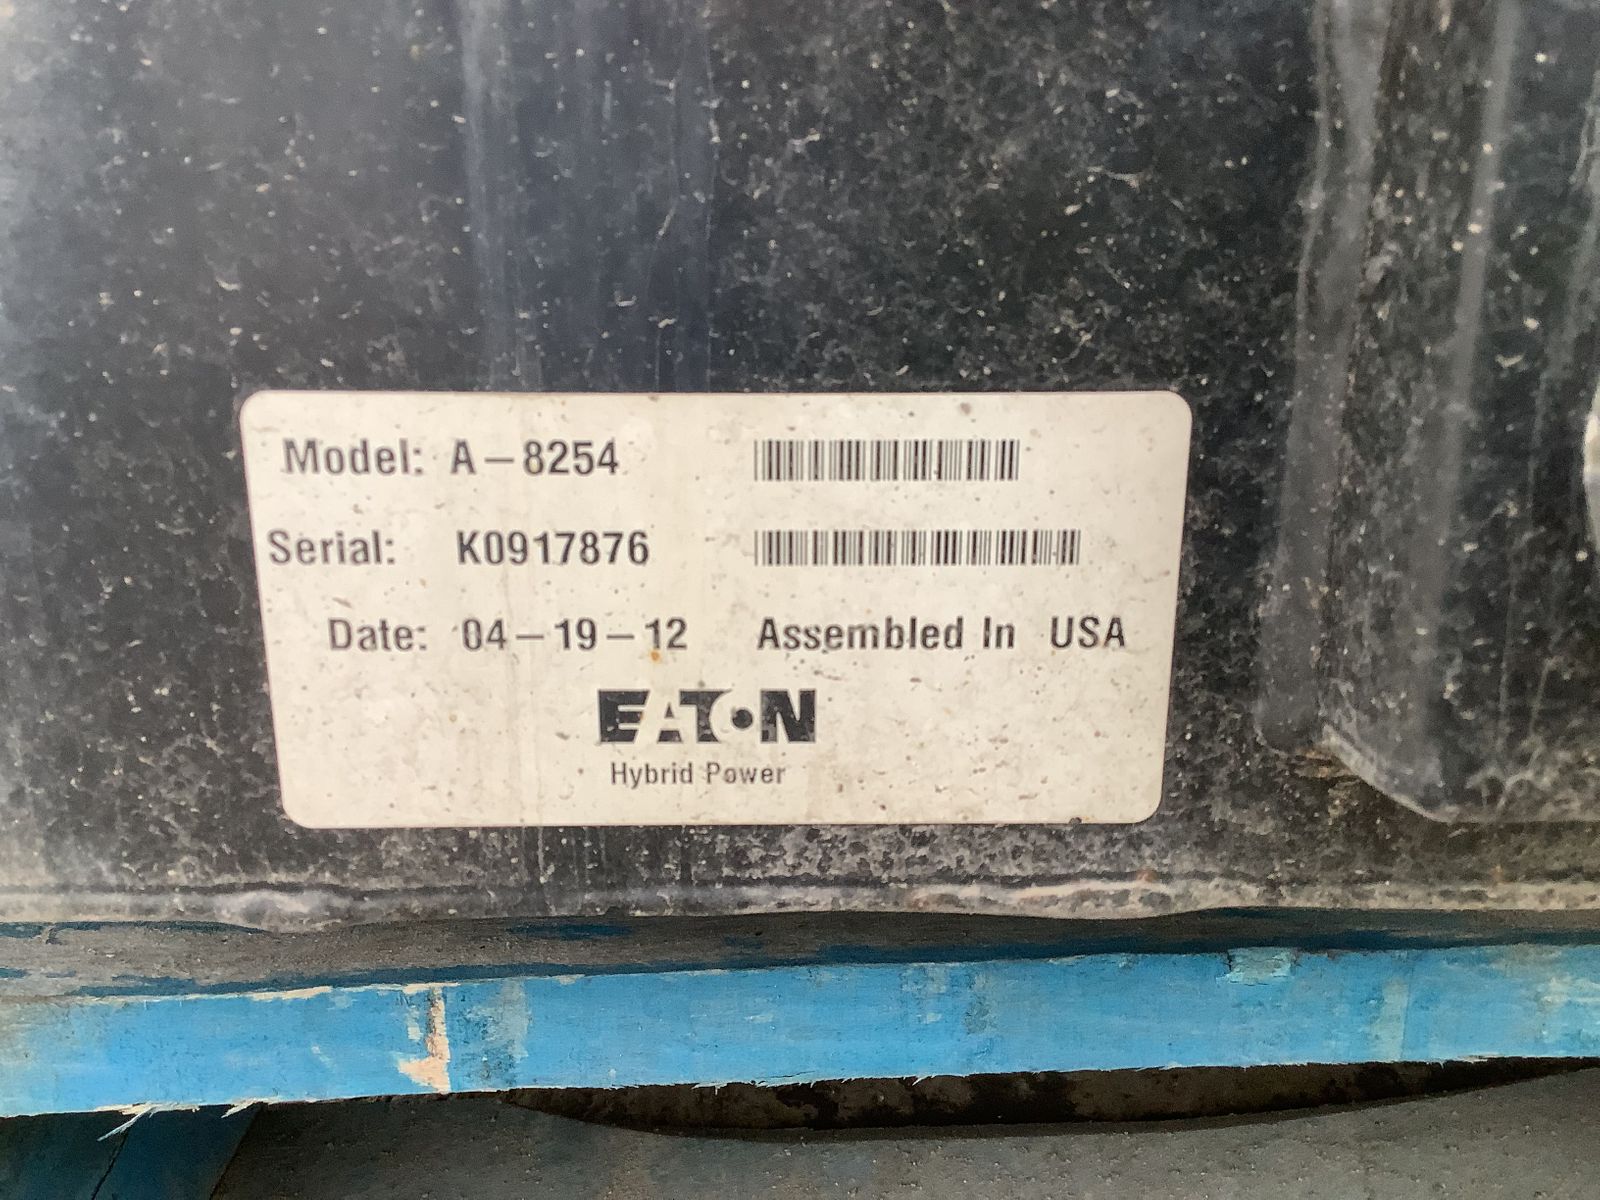 Model: A-8254
Serial: K0917876
Date: 04-19-12 Assembled In USA
EATON
Hybrid Power